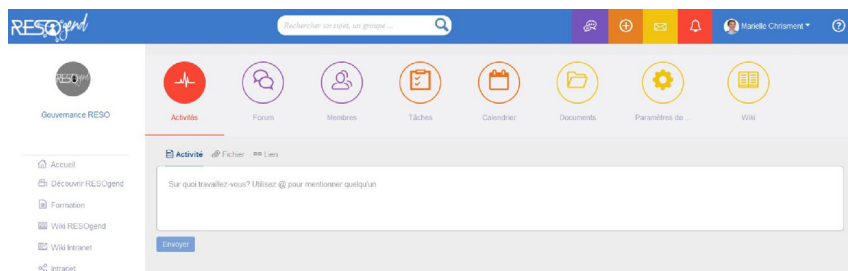 RESOgend
Rechercher un sujet, un groupe ...
Marielle Chrisment
?
RESOgend
Gouvernance RESO
Activités
Forum
Membres
Tâches
Calendrier
Documents
Paramètres de ...
Wiki
Accueil
Découvrir RESOgend
Formation
Wiki RESOgend
Wiki Intranet
Intranet
Activité Fichier Lien
Sur quoi travaillez-vous? Utilisez @ pour mentionner quelqu'un
Envoyer